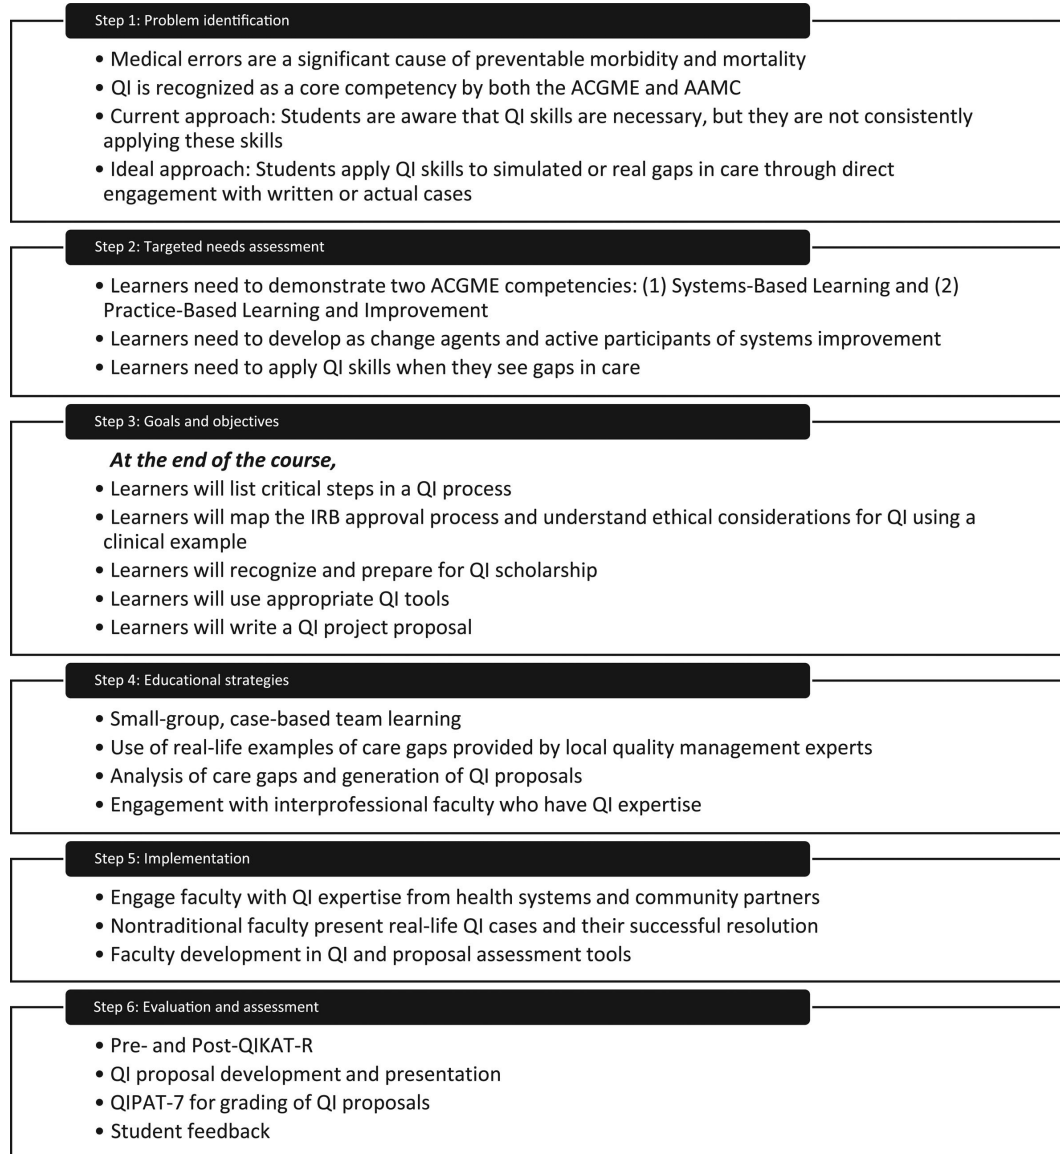 Step 1: Problem identification
• Medical errors are a significant cause of preventable morbidity and mortality
• QI is recognized as a core competency by both the ACGME and AAMC
• Current approach: Students are aware that QI skills are necessary, but they are not consistently
applying these skills
• Ideal approach: Students apply QI skills to simulated or real gaps in care through direct
engagement with written or actual cases
Step 2: Targeted needs assessment
• Learners need to demonstrate two ACGME competencies: (1) Systems-Based Learning and (2)
Practice-Based Learning and Improvement
• Learners need to develop as change agents and active participants of systems improvement
• Learners need to apply QI skills when they see gaps in care
Step 3: Goals and objectives
At the end of the course,
• Learners will list critical steps in a QI process
• Learners will map the IRB approval process and understand ethical considerations for QI using a
clinical example
• Learners will recognize and prepare for QI scholarship
• Learners will use appropriate QI tools
• Learners will write a QI project proposal
Step 4: Educational strategies
• Small-group, case-based team learning
• Use of real-life examples of care gaps provided by local quality management experts
• Analysis of care gaps and generation of QI proposals
• Engagement with interprofessional faculty who have QI expertise
Step 5: Implementation
• Engage faculty with QI expertise from health systems and community partners
• Nontraditional faculty present real-life QI cases and their successful resolution
• Faculty development in QI and proposal assessment tools
Step 6: Evaluation and assessment
• Pre- and Post-QIKAT-R
• QI proposal development and presentation
• QIPAT-7 for grading of QI proposals
• Student feedback